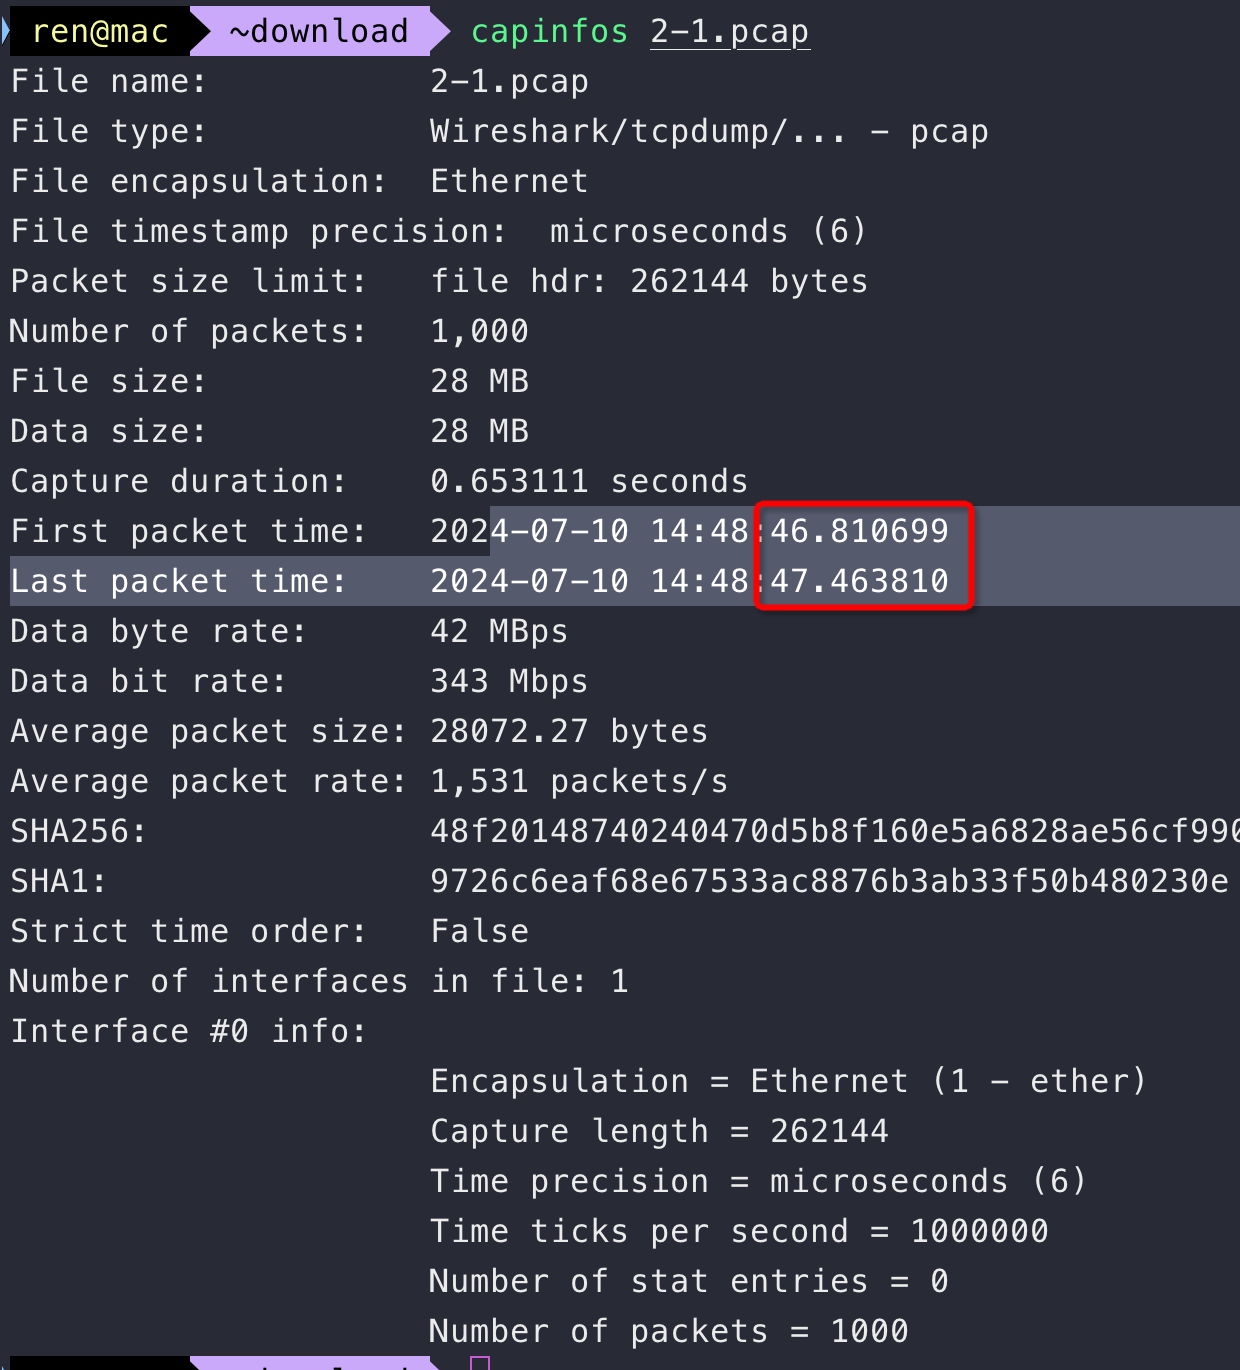 ren@mac ~download capinfos 2-1.pcap
File name: 2-1.pcap
File type: Wireshark/tcpdump/... - pcap
File encapsulation: Ethernet
File timestamp precision: microseconds (6)
Packet size limit: file hdr: 262144 bytes
Number of packets: 1,000
File size: 28 MB
Data size: 28 MB
Capture duration: 0.653111 seconds
First packet time: 2024-07-10 14:48:46.810699
Last packet time: 2024-07-10 14:48:47.463810
Data byte rate: 42 MBps
Data bit rate: 343 Mbps
Average packet size: 28072.27 bytes
Average packet rate: 1,531 packets/s
SHA256: 48f20148740240470d5b8f160e5a6828ae56cf990
SHA1: 9726c6eaf68e67533ac8876b3ab33f50b480230e
Strict time order: False
Number of interfaces in file: 1
Interface #0 info:
Encapsulation = Ethernet (1 - ether)
Capture length = 262144
Time precision = microseconds (6)
Time ticks per second = 1000000
Number of stat entries = 0
Number of packets = 1000